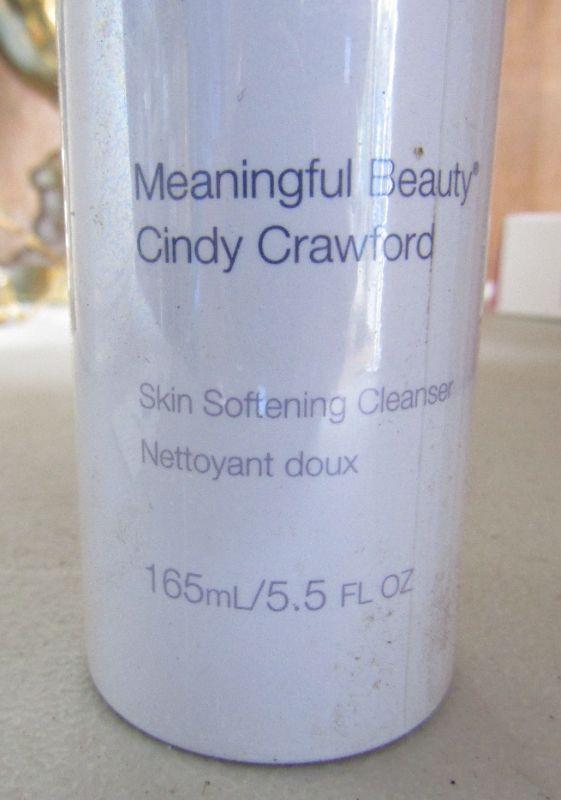 Meaningful Beauty®
Cindy Crawford
Skin Softening Cleanser
Nettoyant doux
165mL/5.5 FL OZ